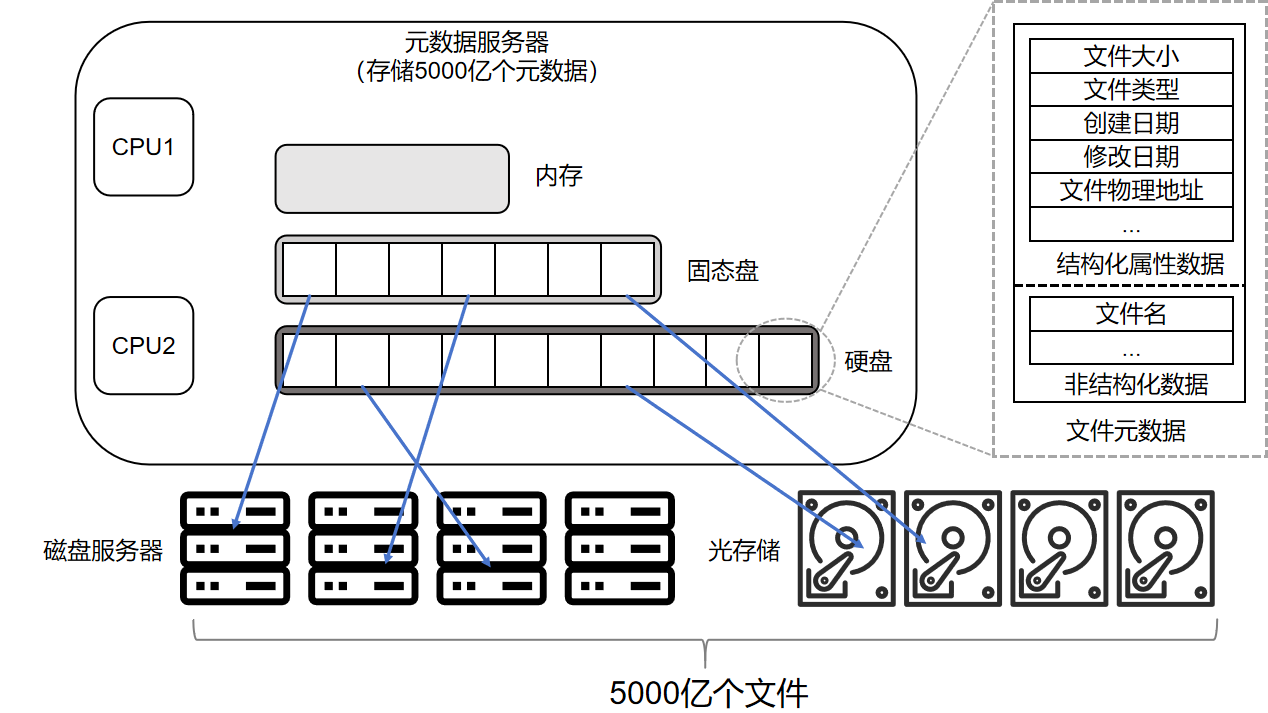 元数据服务器
（存储5000亿个元数据）
CPU1
内存
固态盘
CPU2
硬盘
文件大小
文件类型
创建日期
修改日期
文件物理地址
...
结构化属性数据
文件名
...
非结构化数据
文件元数据
磁盘服务器
光存储
5000亿个文件